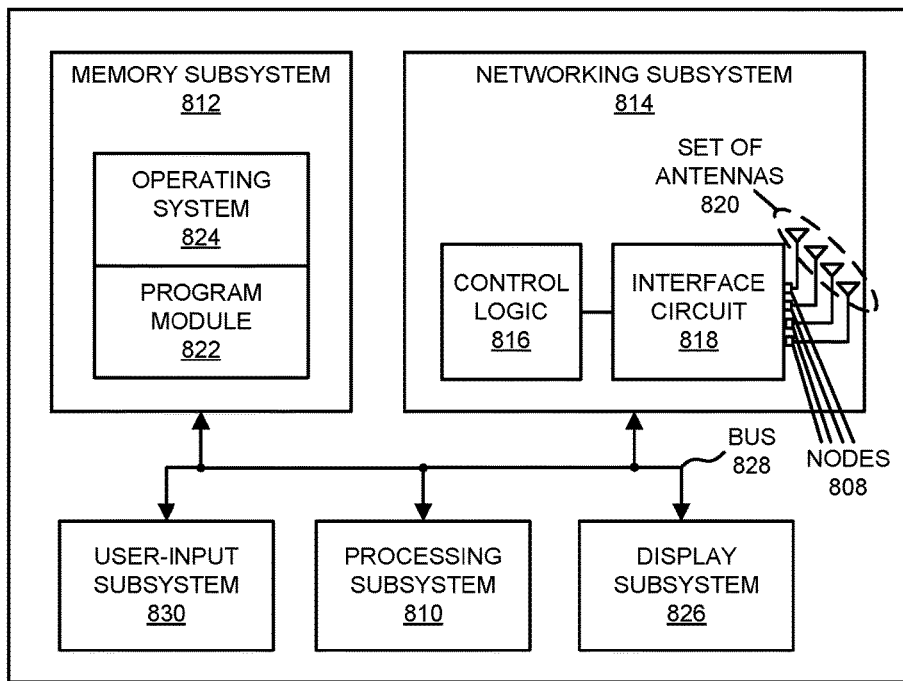 MEMORY SUBSYSTEM
812
OPERATING
SYSTEM
824
PROGRAM
MODULE
822
NETWORKING SUBSYSTEM
814
SET OF
ANTENNAS
820
CONTROL
LOGIC
816
INTERFACE
CIRCUIT
818
BUS
828
NODES
808
USER-INPUT
SUBSYSTEM
830
PROCESSING
SUBSYSTEM
810
DISPLAY
SUBSYSTEM
826